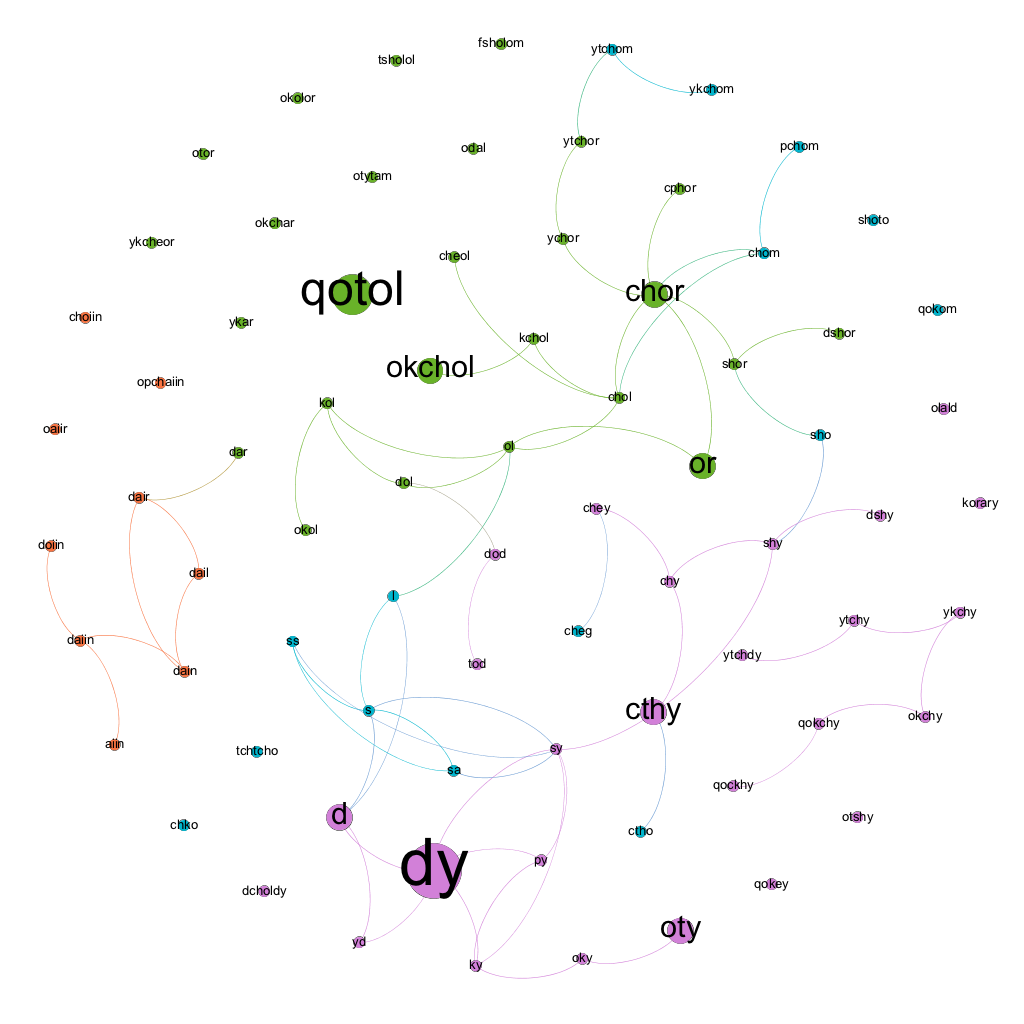 fsholom
ytchom
tsholol
ykchom
okolor
ytchor
pchom
odal
otor
otytam
cphor
shoto
okchar
ychor
ykcheor
chom
cheol
qotol
chor
qokom
choiin
ykar
dshor
kchol
shor
okchol
opchaiin
chol
kol
olald
oaiir
sho
ol
dar
or
dol
dair
korary
chey
dshy
okol
shy
doiin
dod
dail
chy
l
ykchy
ytchy
cheg
daiin
ss
ytchdy
tod
dain
s
cthy
okchy
qokchy
aiin
sy
tchtcho
sa
qockhy
d
otshy
chko
ctho
py
dy
qokey
dcholdy
oty
yd
oky
ky